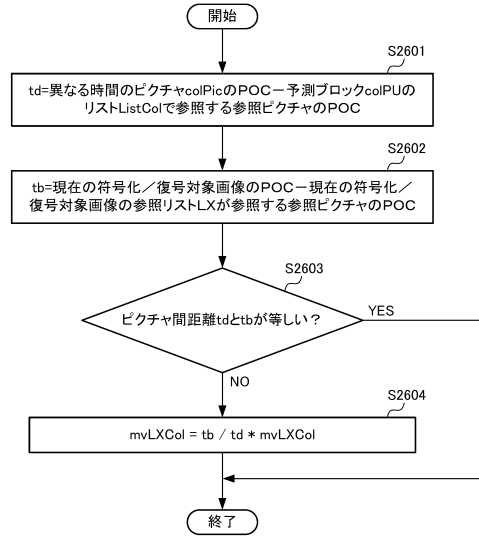 開始
S2601
td=異なる時間のピクチャcolPicのPOC－予測ブロックcolPUの
リストListColで参照する参照ピクチャのPOC
S2602
tb=現在の符号化／復号対象画像のPOC－現在の符号化／
復号対象画像の参照リストLXが参照する参照ピクチャのPOC
S2603
ピクチャ間距離tdとtbが等しい？
YES
NO
S2604
mvLXCol = tb / td * mvLXCol
終了